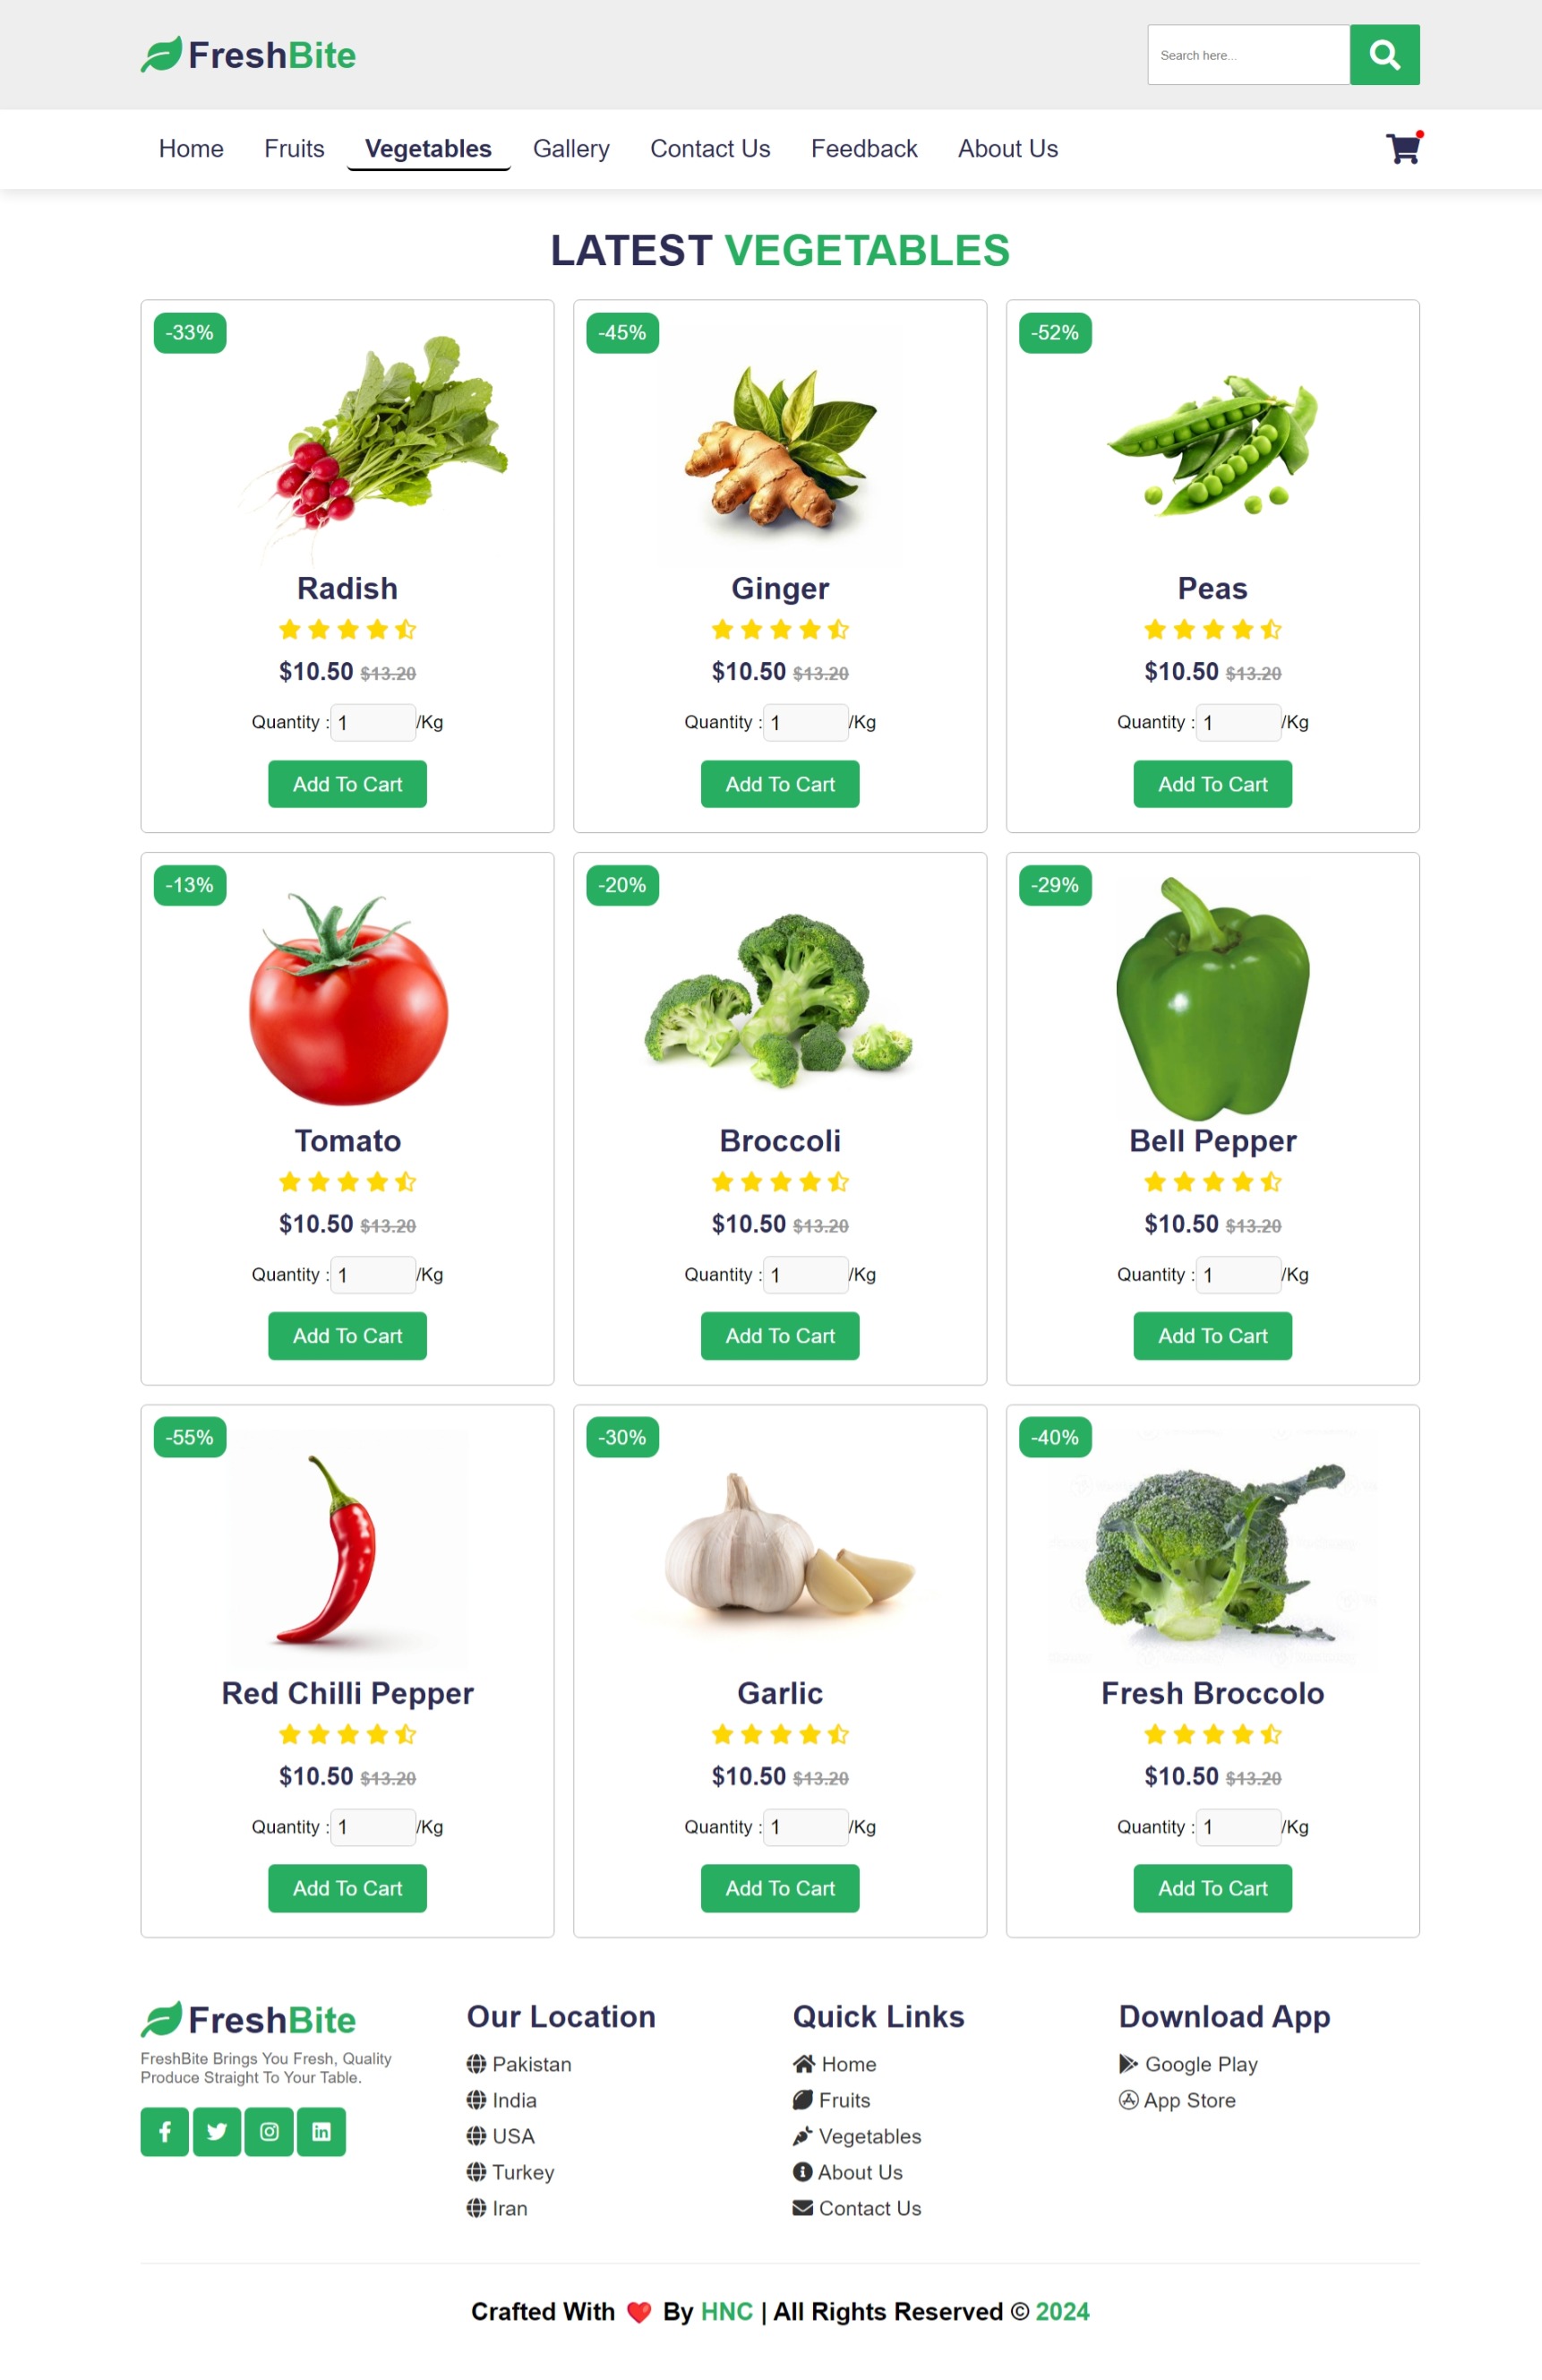 FreshBite
Search here...
Home Fruits Vegetables Gallery Contact Us Feedback About Us
LATEST VEGETABLES
-33%
Radish
$10.50 $13.20
Quantity : 1 /Kg
Add To Cart
-45%
Ginger
$10.50 $13.20
Quantity : 1 /Kg
Add To Cart
-52%
Peas
$10.50 $13.20
Quantity : 1 /Kg
Add To Cart
-13%
Tomato
$10.50 $13.20
Quantity : 1 /Kg
Add To Cart
-20%
Broccoli
$10.50 $13.20
Quantity : 1 /Kg
Add To Cart
-29%
Bell Pepper
$10.50 $13.20
Quantity : 1 /Kg
Add To Cart
-55%
Red Chilli Pepper
$10.50 $13.20
Quantity : 1 /Kg
Add To Cart
-30%
Garlic
$10.50 $13.20
Quantity : 1 /Kg
Add To Cart
-40%
Fresh Broccolo
$10.50 $13.20
Quantity : 1 /Kg
Add To Cart
FreshBite
FreshBite Brings You Fresh, Quality
Produce Straight To Your Table.
Our Location
Pakistan
India
USA
Turkey
Iran
Quick Links
Home
Fruits
Vegetables
About Us
Contact Us
Download App
Google Play
App Store
Crafted With ❤️ By HNC | All Rights Reserved © 2024